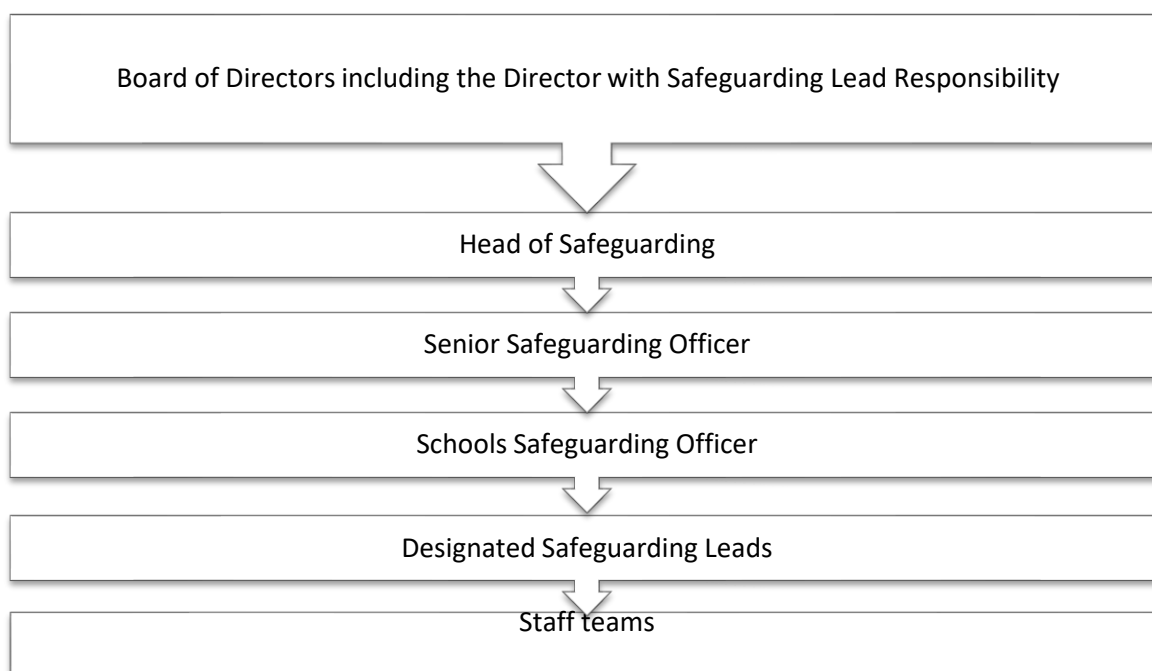 Board of Directors including the Director with Safeguarding Lead Responsibility
Head of Safeguarding
Senior Safeguarding Officer
Schools Safeguarding Officer
Designated Safeguarding Leads
Staff teams